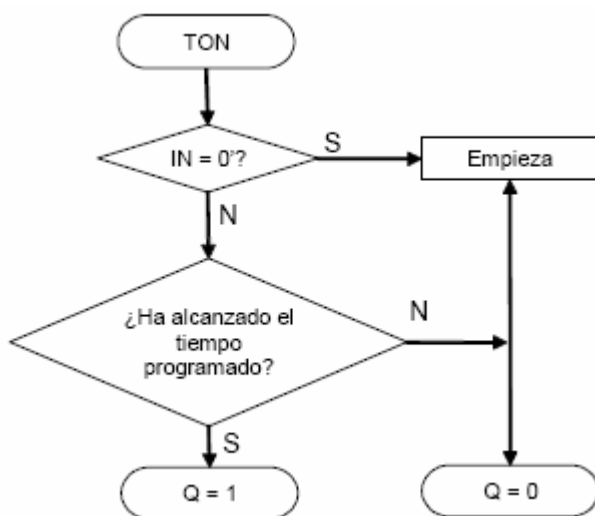 TON
IN = 0'?
S
Empieza
N
¿Ha alcanzado el
tiempo
programado?
N
S
Q = 1
Q = 0